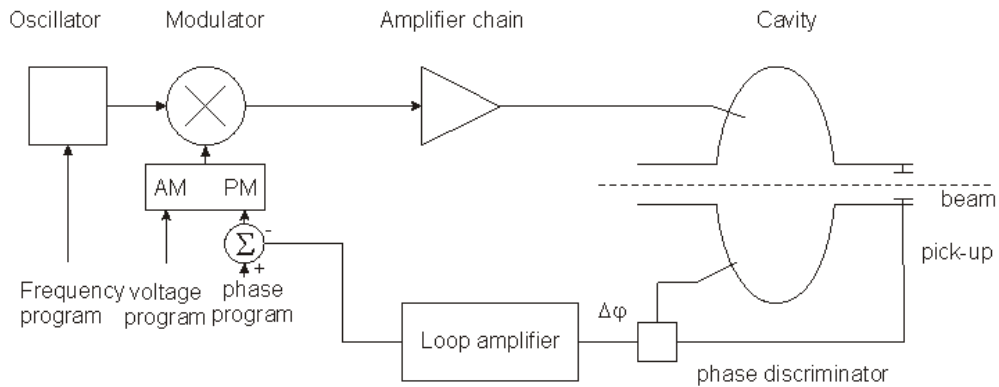 Oscillator
Modulator
Amplifier chain
Cavity
AM
PM
beam
Σ
-
+
pick-up
Frequency
program
voltage
program
phase
program
Loop amplifier
Δφ
phase discriminator